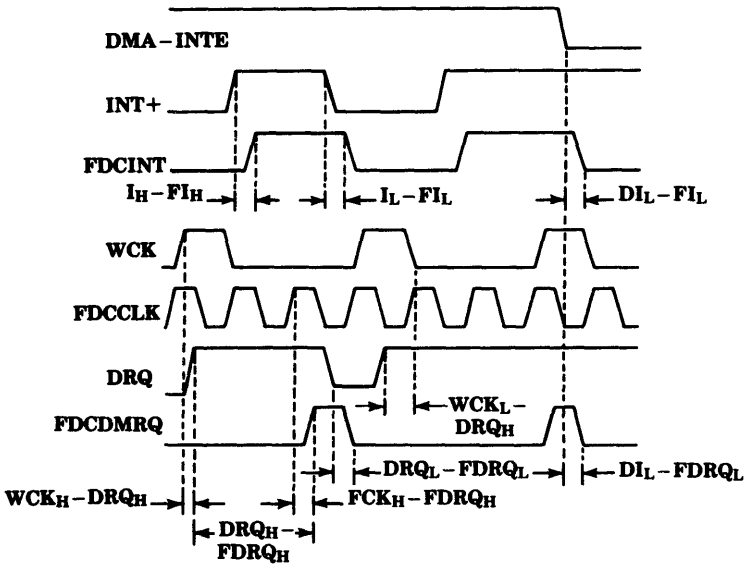 DMA-INTE
INT+
FDCINT
I_H-FI_H
I_L-FI_L
DI_L-FI_L
WCK
FDCCLK
DRQ
WCK_L-
DRQ_H
FDCDMRQ
DRQ_L-FDRQ_L
DI_L-FDRQ_L
WCK_H-DRQ_H
FCK_H-FDRQ_H
DRQ_H-
FDRQ_H